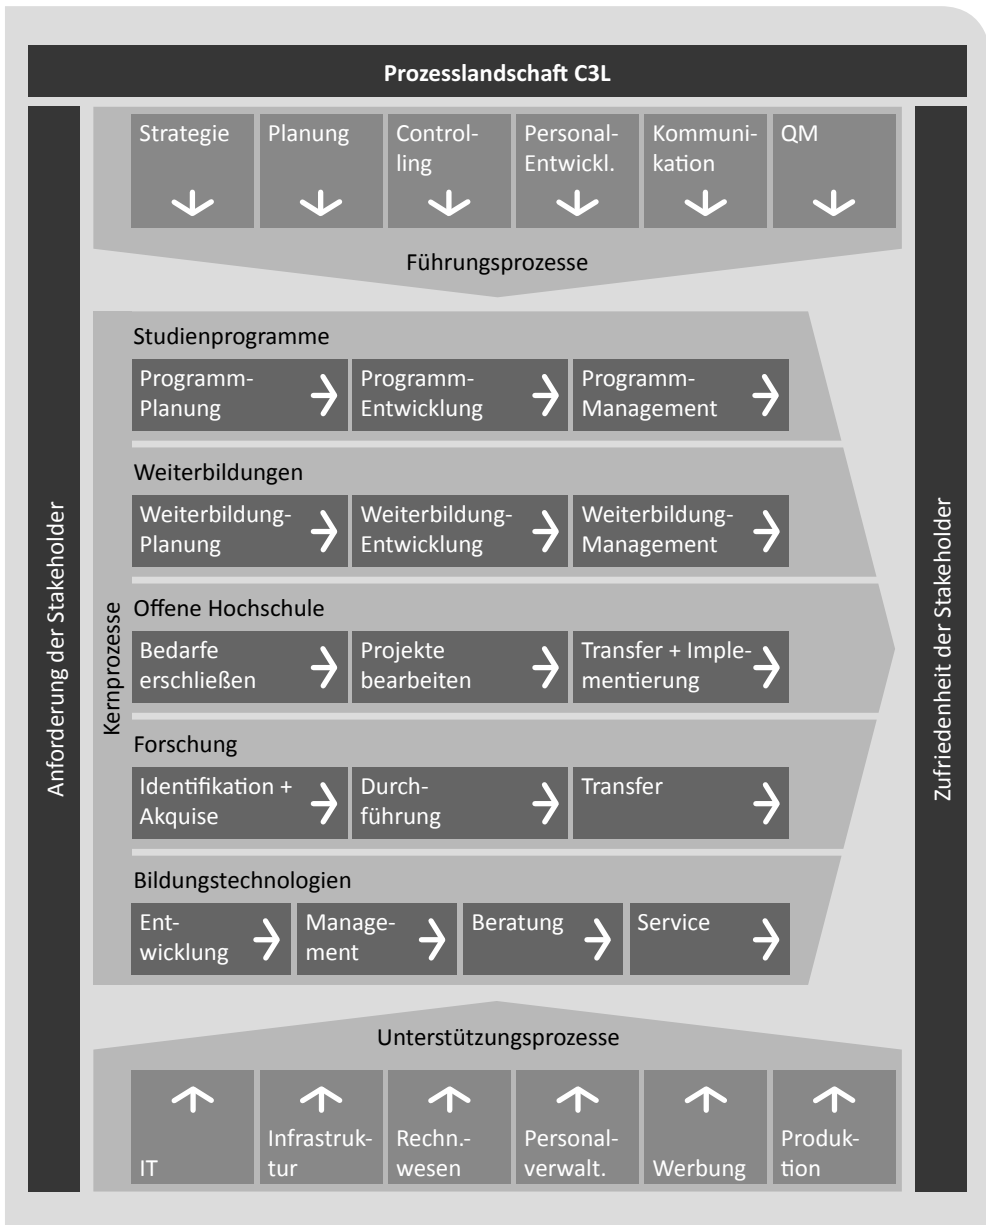 Prozesslandschaft C3L
Anforderung der Stakeholder
Strategie
Planung
Control-
ling
Personal-
Entwickl.
Kommuni-
kation
QM
Führungsprozesse
Kernprozesse
Studienprogramme
Programm-
Planung
Programm-
Entwicklung
Programm-
Management
Weiterbildungen
Weiterbildung-
Planung
Weiterbildung-
Entwicklung
Weiterbildung-
Management
Offene Hochschule
Bedarfe
erschließen
Projekte
bearbeiten
Transfer + Imple-
mentierung
Forschung
Identifikation +
Akquise
Durch-
führung
Transfer
Bildungstechnologien
Ent-
wicklung
Manage-
ment
Beratung
Service
Unterstützungsprozesse
IT
Infrastruk-
tur
Rechn.-
wesen
Personal-
verwalt.
Werbung
Produk-
tion
Zufriedenheit der Stakeholder